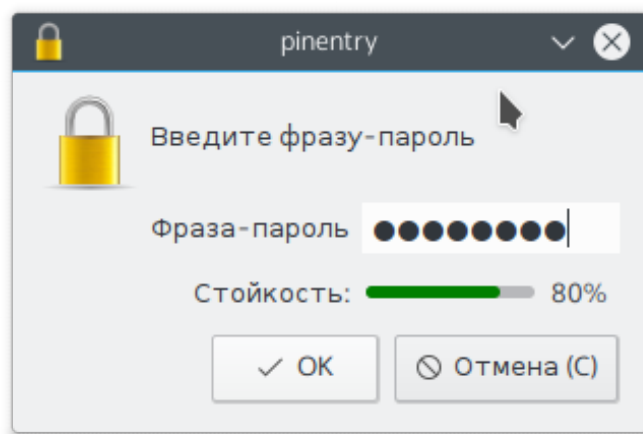 pinentry
Введите фразу-пароль
Фраза-пароль ●●●●●●●●
Стойкость: 80%
OK Отмена (C)